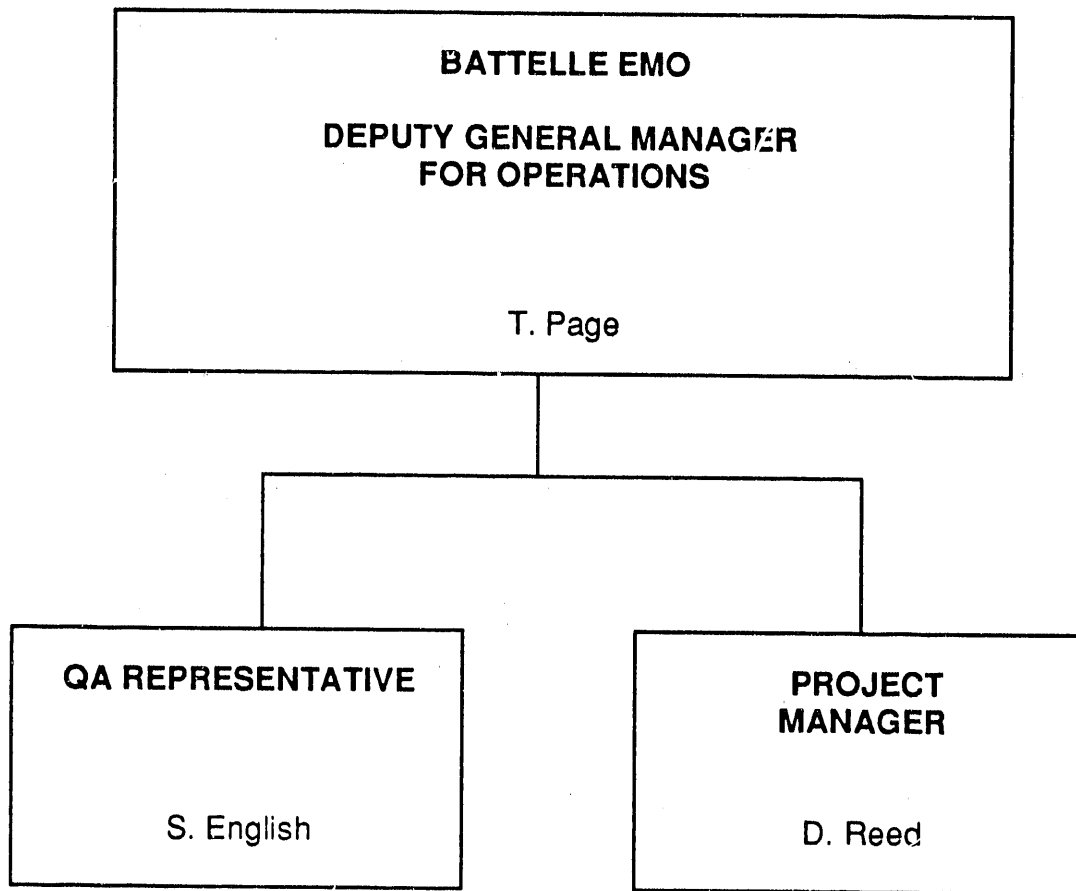 BATTELLE EMO
DEPUTY GENERAL MANAGER
FOR OPERATIONS
T. Page
QA REPRESENTATIVE
S. English
PROJECT
MANAGER
D. Reed